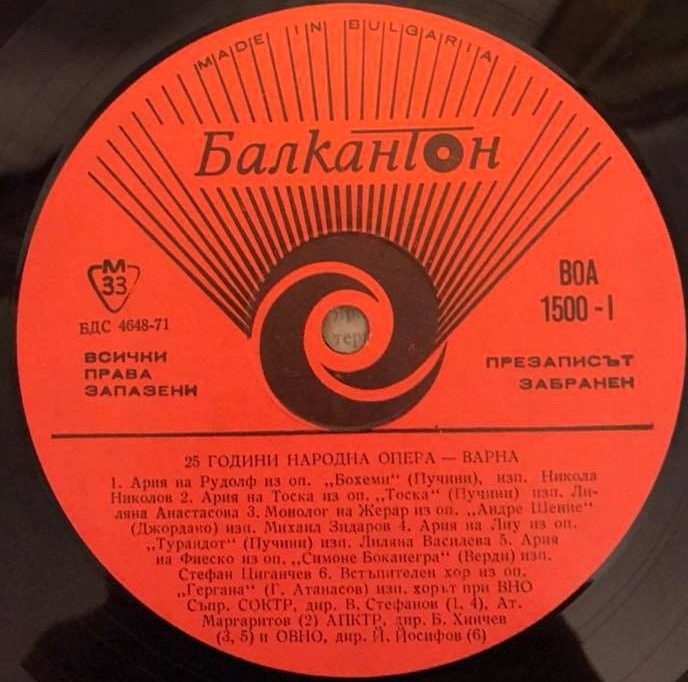 MADE IN BULGARIA
Балкантон
М
33
БДС 4648-71
ВСИЧКИ
ПРАВА
ЗАПАЗЕНИ
ВОА
1500-I
ПРЕЗАПИСЪТ
ЗАБРАНЕН
25 ГОДИНИ НАРОДНА ОПЕРА — ВАРНА
1. Ария на Рудолф из оп. „Бохеми“ (Пучини), изп. Никола
Николов 2. Ария на Тоска из оп. „Тоска“ (Пучини) изп. Ли-
ляна Анастасова 3. Монолог на Жерар из оп. „Андре Шение“
(Джордано) изп. Михаил Зидаров 4. Ария на Лиу из оп.
„Турандот“ (Пучини) изп. Лиляна Василева 5. Ария
на Фиеско из оп. „Симоне Боканегра“ (Верди) изп.
Стефан Циганчев 6. Встъпителен хор из оп.
„Гергана“ (Г. Атанасов) изп. хорът при ВНО
Съпр. СОКТР, дир. В. Стефанов (1, 4), Ат.
Маргаритов (2) АПКТР, дир. Б. Хинчев
(3, 5) и ОВНО, дир. Й. Йосифов (6)